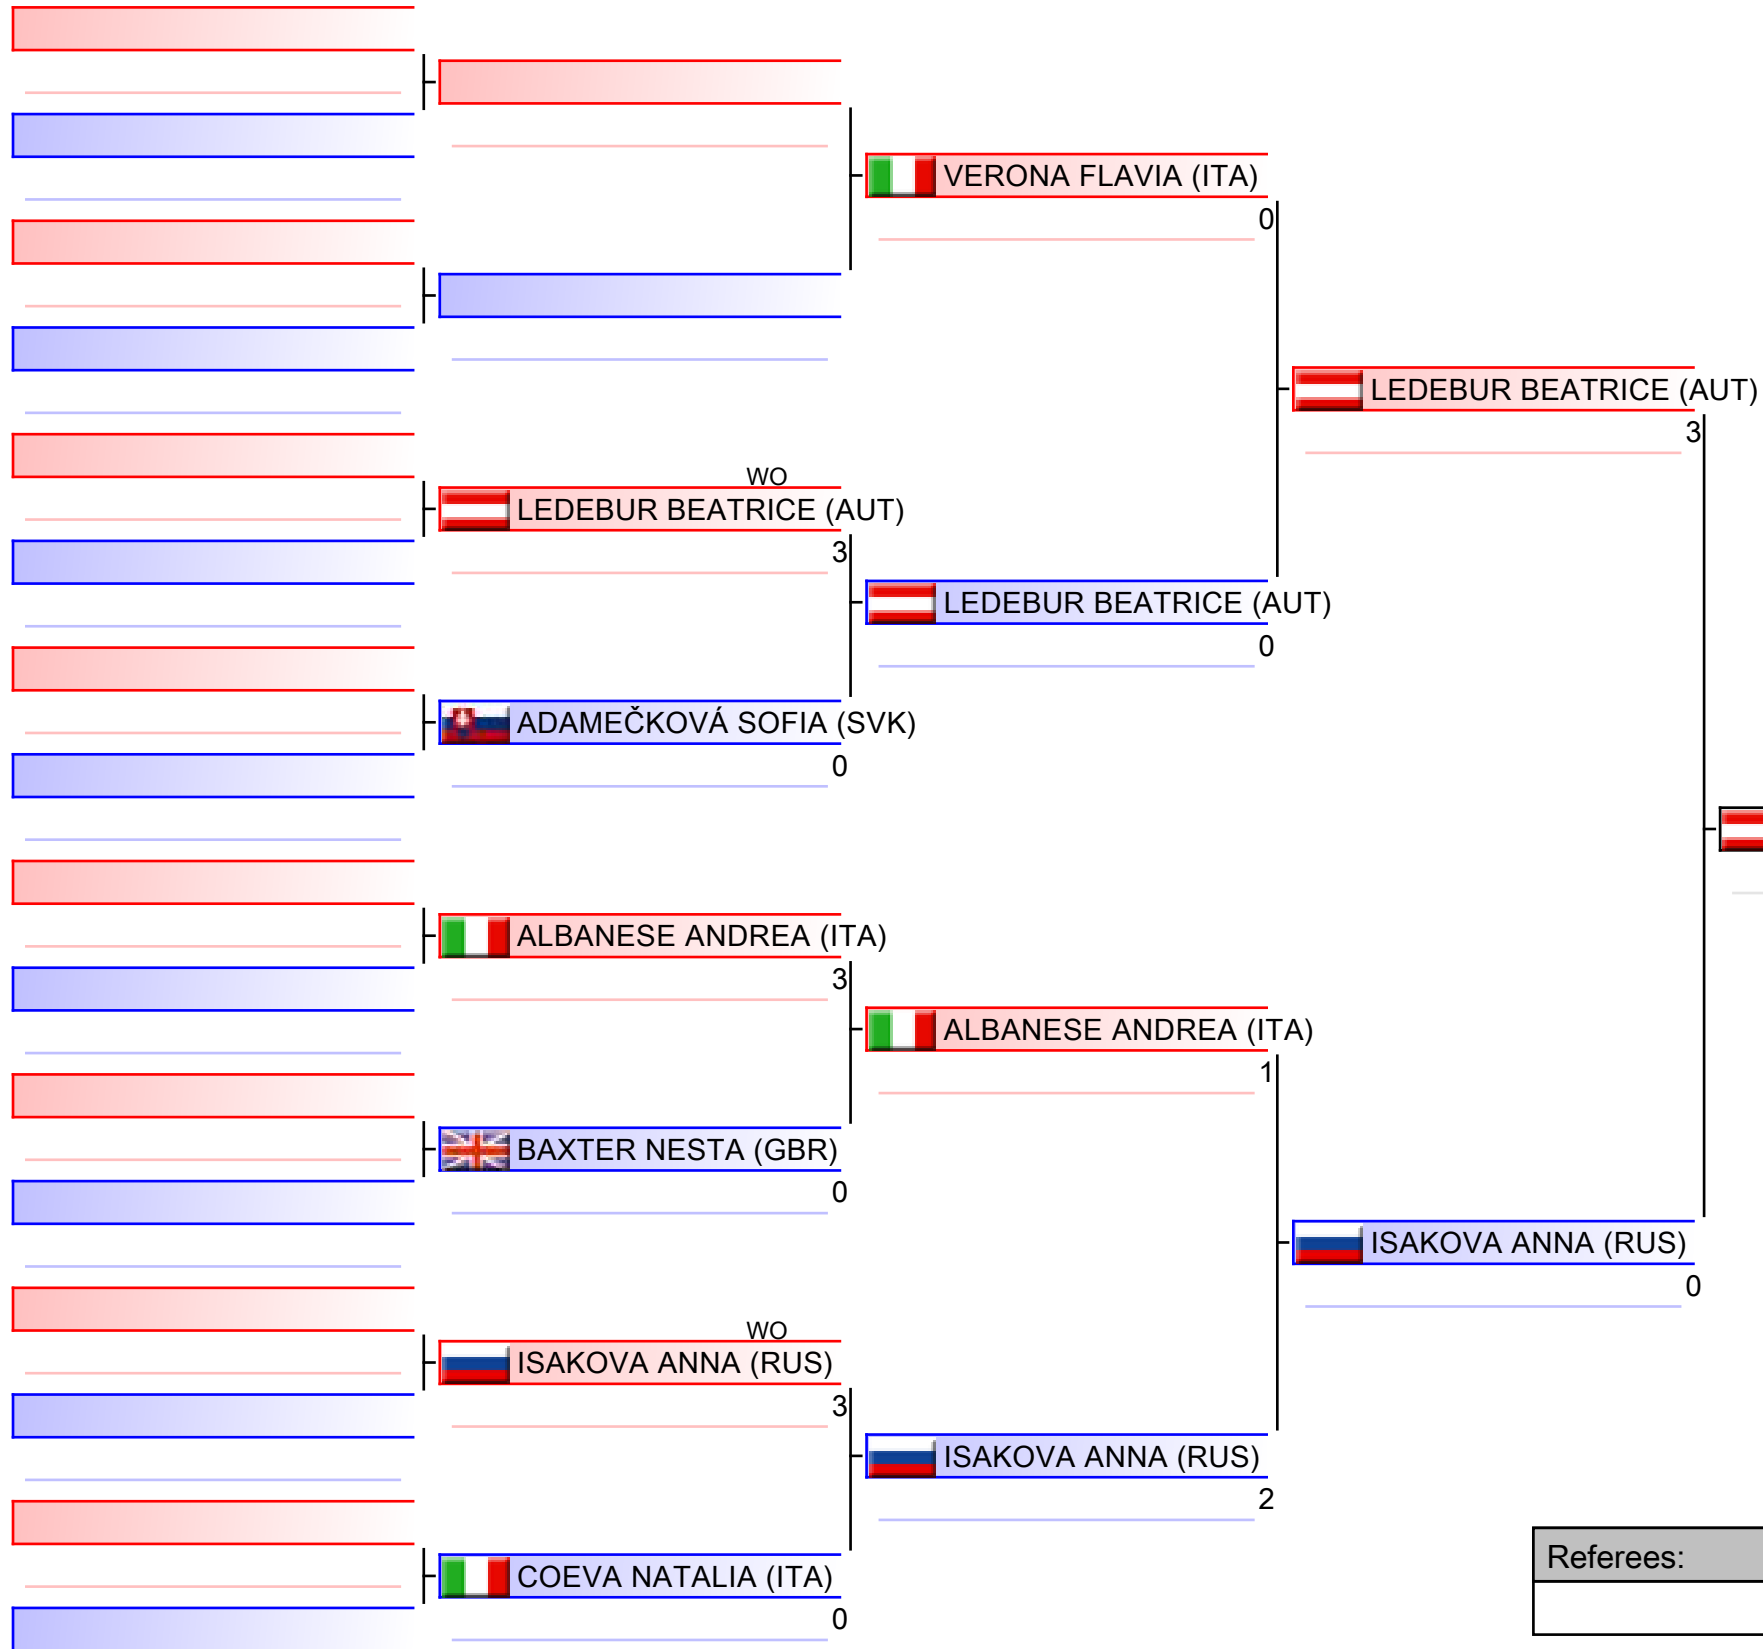 VERONA FLAVIA (ITA)
0
LEDEBUR BEATRICE (AUT)
3
WO
LEDEBUR BEATRICE (AUT)
3
LEDEBUR BEATRICE (AUT)
0
ADAMEČKOVÁ SOFIA (SVK)
0
ALBANESE ANDREA (ITA)
3
ALBANESE ANDREA (ITA)
1
BAXTER NESTA (GBR)
0
ISAKOVA ANNA (RUS)
0
WO
ISAKOVA ANNA (RUS)
3
ISAKOVA ANNA (RUS)
2
COEVA NATALIA (ITA)
0
Referees: